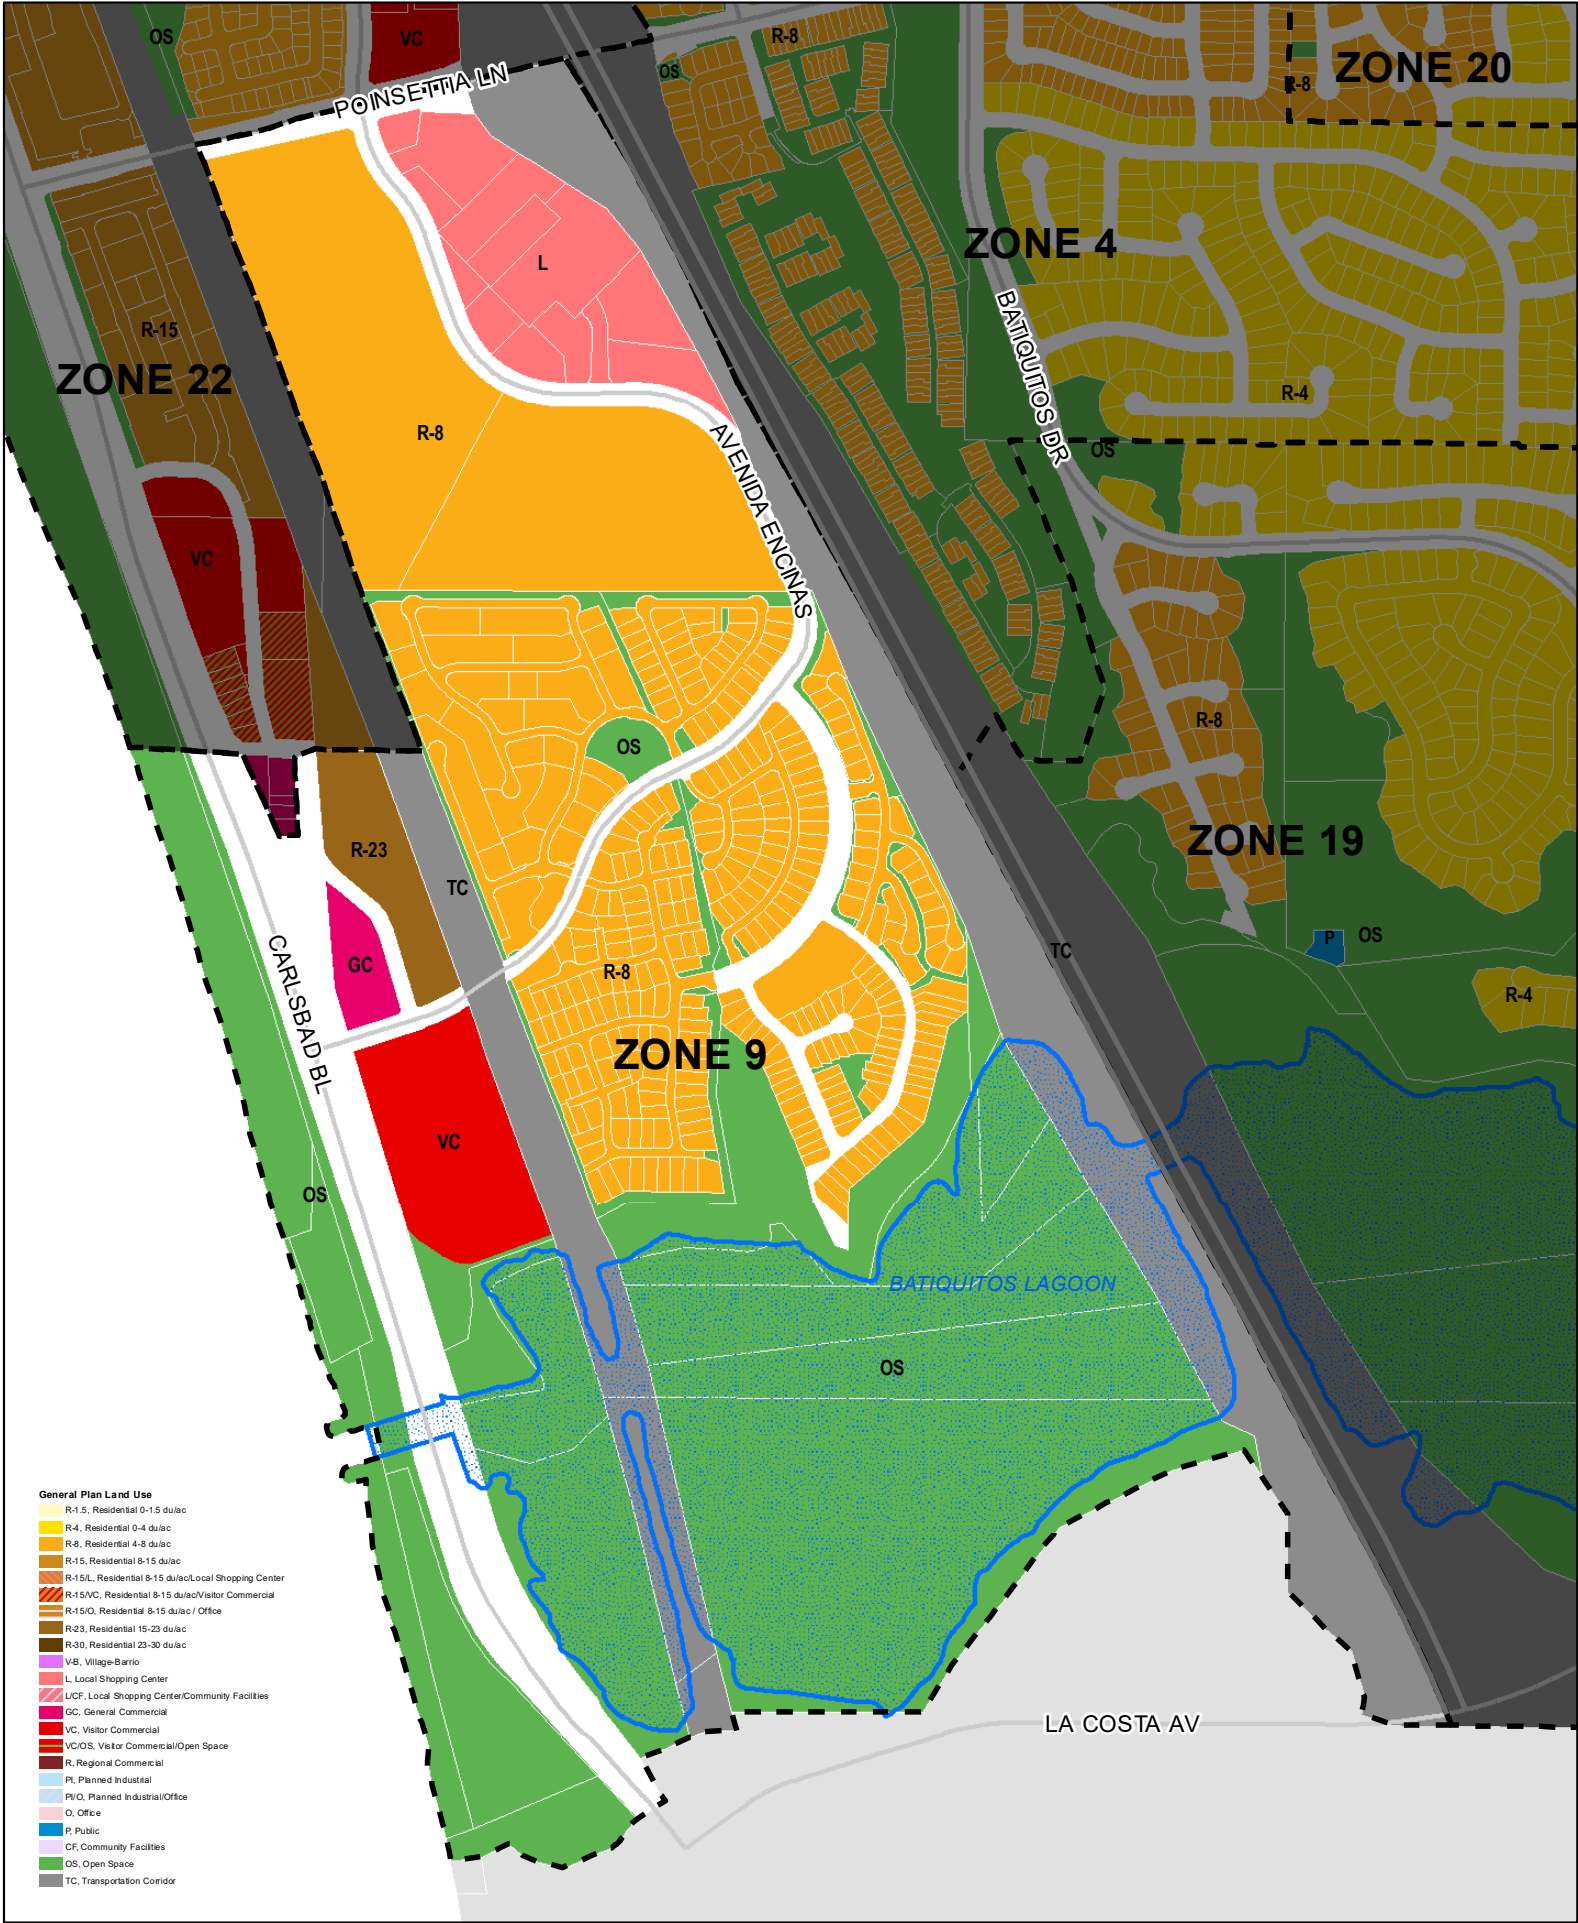 OS
VC
R-8
ZONE 20
R-8
OS
POINSETTIA LN
ZONE 4
L
R-15
BATIQUITOS DR
ZONE 22
R-4
R-8
OS
AVENIDA ENCINAS
VC
R-8
OS
ZONE 19
R-23
TC
P
OS
CARLSBAD BL
GC
TC
R-8
R-4
ZONE 9
VC
OS
BATIQUITOS LAGOON
OS
LA COSTA AV
General Plan Land Use
R-1.5, Residential 0-1.5 du/ac
R-4, Residential 0-4 du/ac
R-8, Residential 4-8 du/ac
R-15, Residential 8-15 du/ac
R-15/L, Residential 8-15 du/ac/Local Shopping Center
R-15/VC, Residential 8-15 du/ac/Visitor Commercial
R-15/O, Residential 8-15 du/ac / Office
R-23, Residential 15-23 du/ac
R-30, Residential 23-30 du/ac
V-B, Village-Barrio
L, Local Shopping Center
L/CF, Local Shopping Center/Community Facilities
GC, General Commercial
VC, Visitor Commercial
VC/OS, Visitor Commercial/Open Space
R, Regional Commercial
PI, Planned Industrial
PI/O, Planned Industrial/Office
O, Office
P, Public
CF, Community Facilities
OS, Open Space
TC, Transportation Corridor